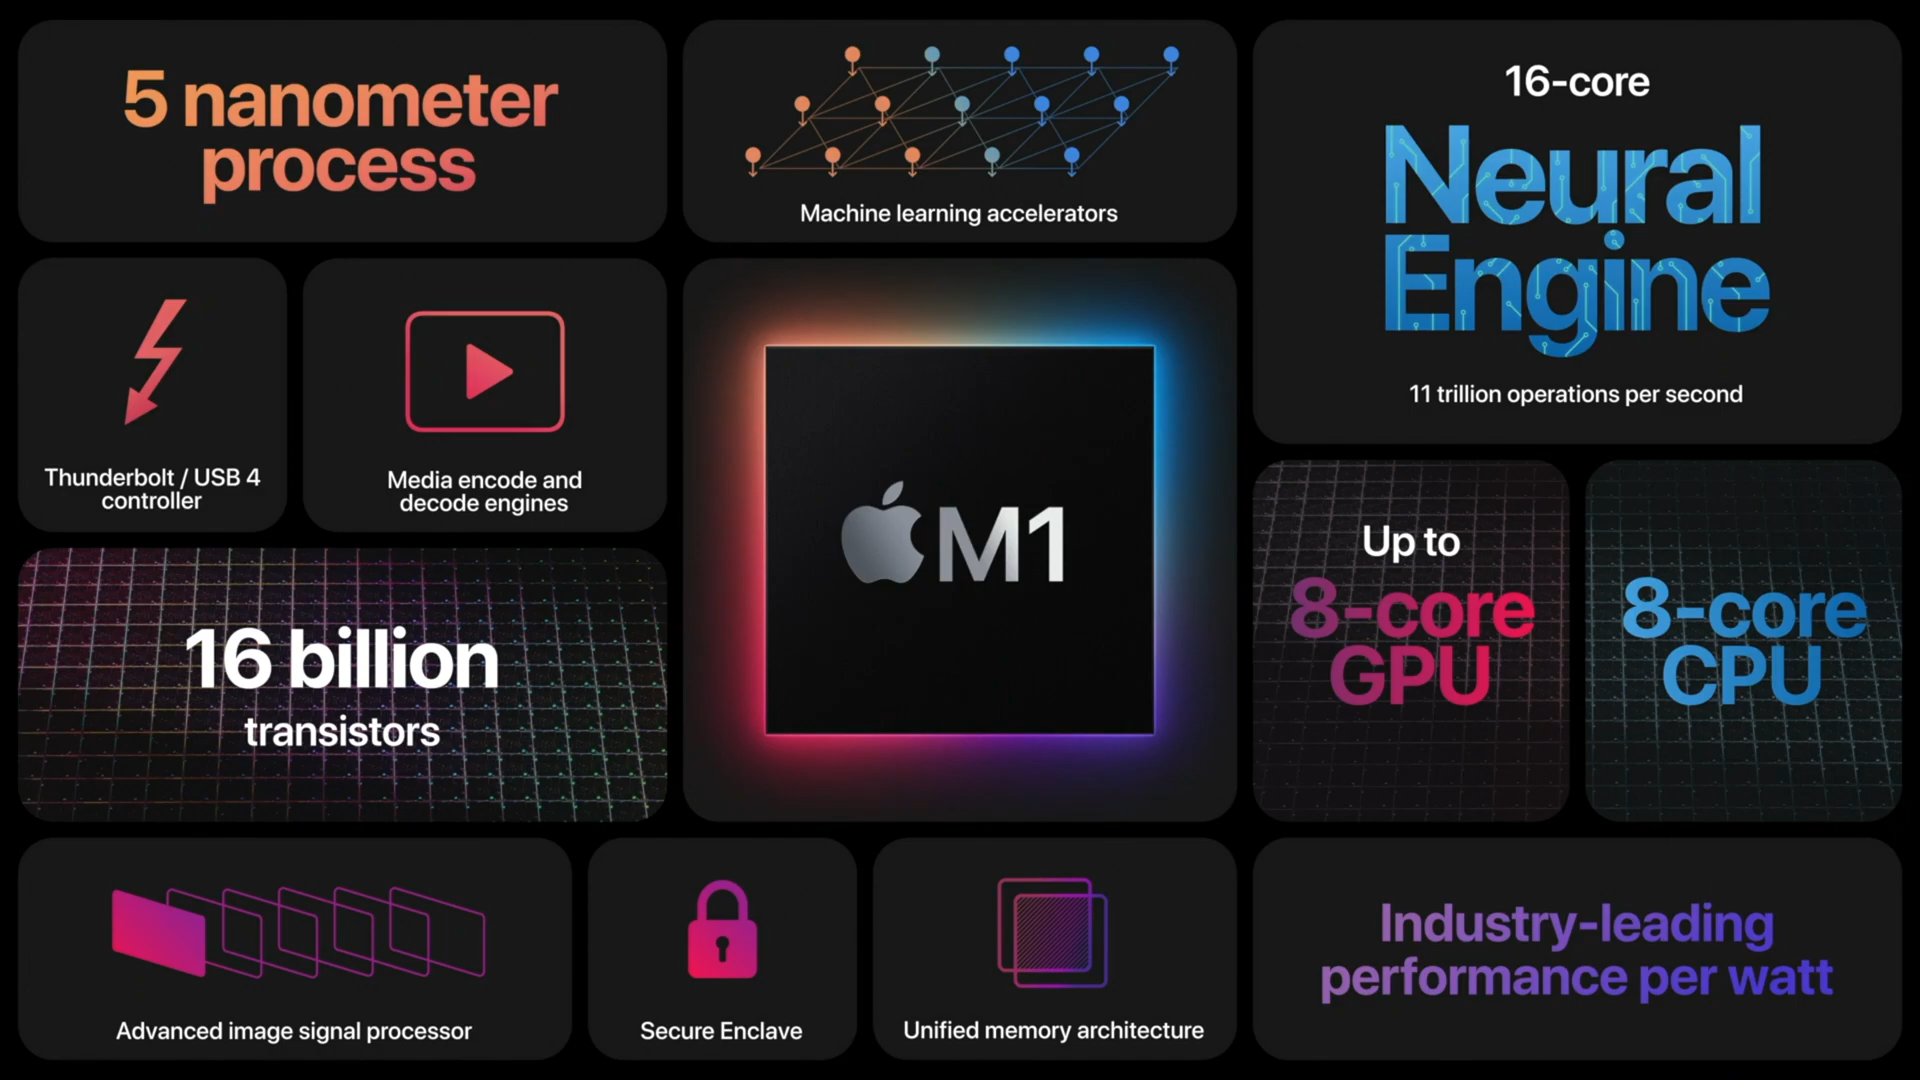 5 nanometer
process
Machine learning accelerators
16-core
Neural
Engine
11 trillion operations per second
Thunderbolt / USB 4
controller
Media encode and
decode engines
M1
16 billion
transistors
Up to
8-core
GPU
8-core
CPU
Advanced image signal processor
Secure Enclave
Unified memory architecture
Industry-leading
performance per watt